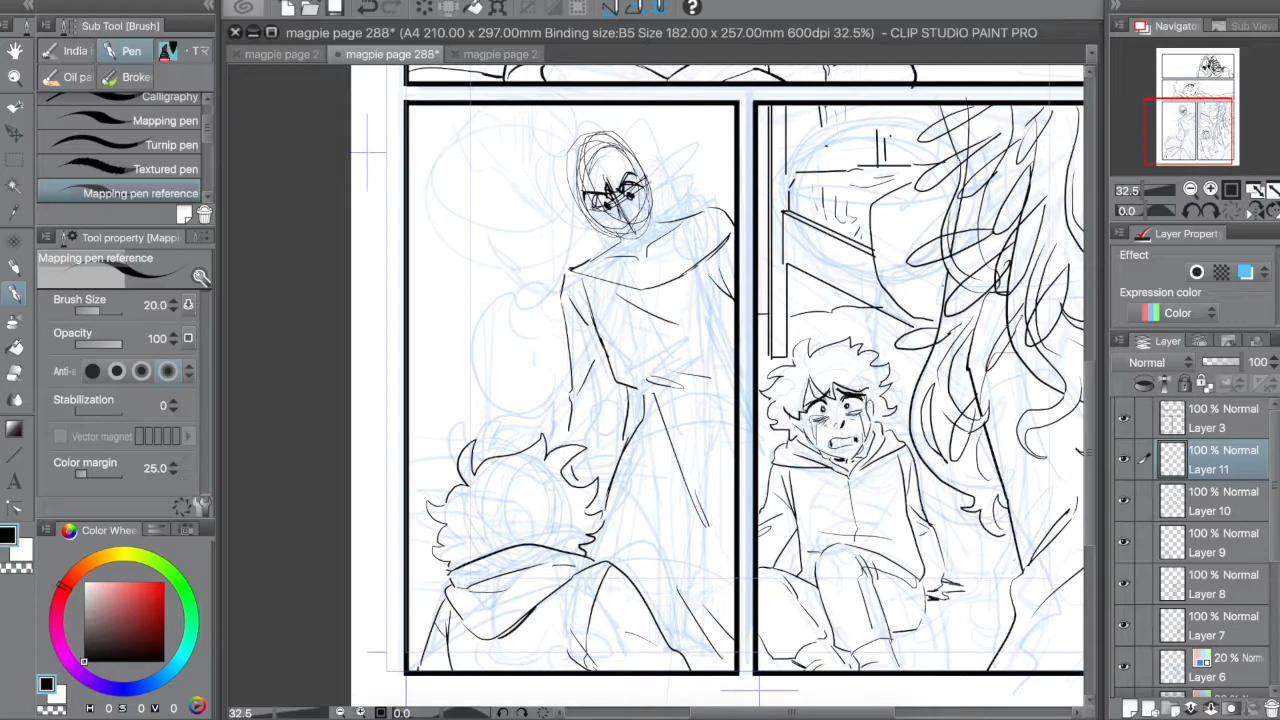 magpie page 288* (A4 210.00 x 297.00mm Binding size:B5 Size 182.00 x 257.00mm 600dpi 32.5%) - CLIP STUDIO PAINT PRO
Sub Tool [Brush]
Navigato
Sub View
magpie page 2
magpie page 288*
magpie page 2
India
Pen
Oil pa
Broke
Calligraphy
Mapping pen
Turnip pen
Textured pen
Mapping pen reference
Tool property [Mappi
Mapping pen reference
Brush Size
20.0
Opacity
100
Anti-a
Stabilization
0
Vector magnet
Color margin
25.0
Color Whee
H 0 S 0 V 0
32.5
0.0
32.5
0.0
Layer Property
Effect
Expression color
Color
Layer
Normal
100
100 % Normal
Layer 3
100 % Normal
Layer 11
100 % Normal
Layer 10
100 % Normal
Layer 9
100 % Normal
Layer 8
100 % Normal
Layer 7
20 % Norm
Layer 6